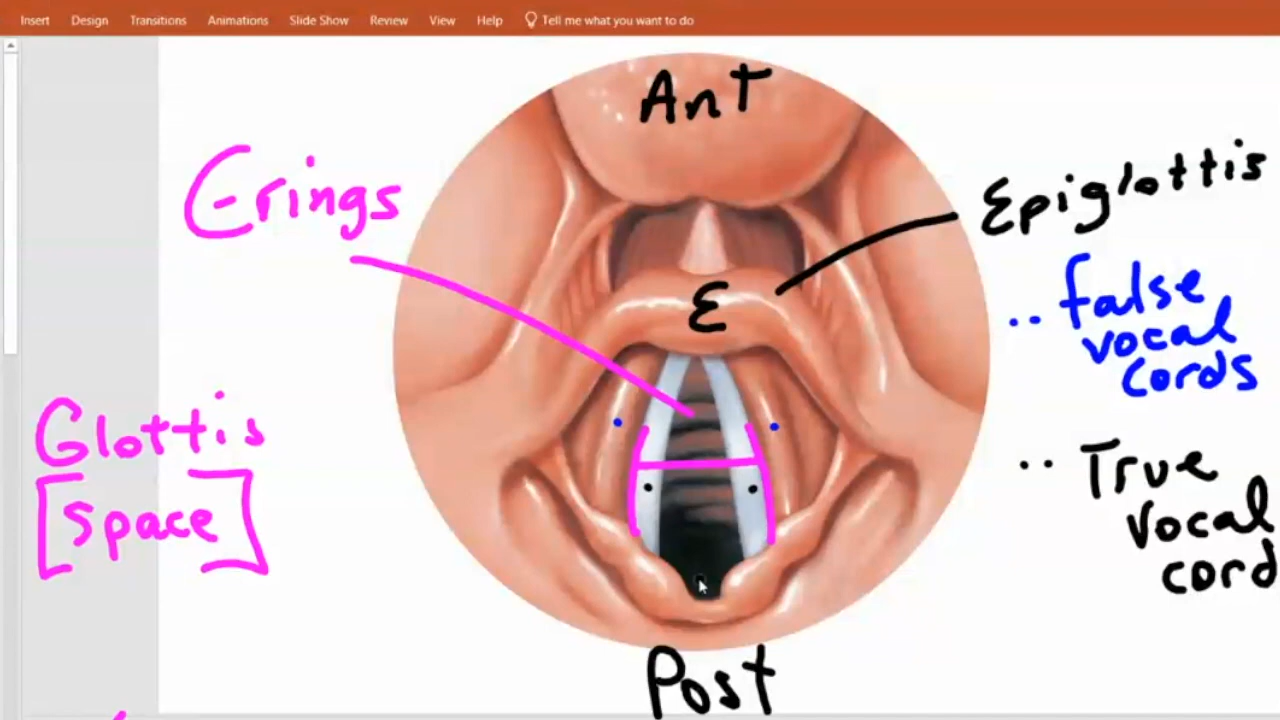 Insert Design Transitions Animations Slide Show Review View Help Tell me what you want to do
Ant
Erings
Epiglottis
false
vocal
cords
ε
Glottis
[space]
True
vocal
cord
Post